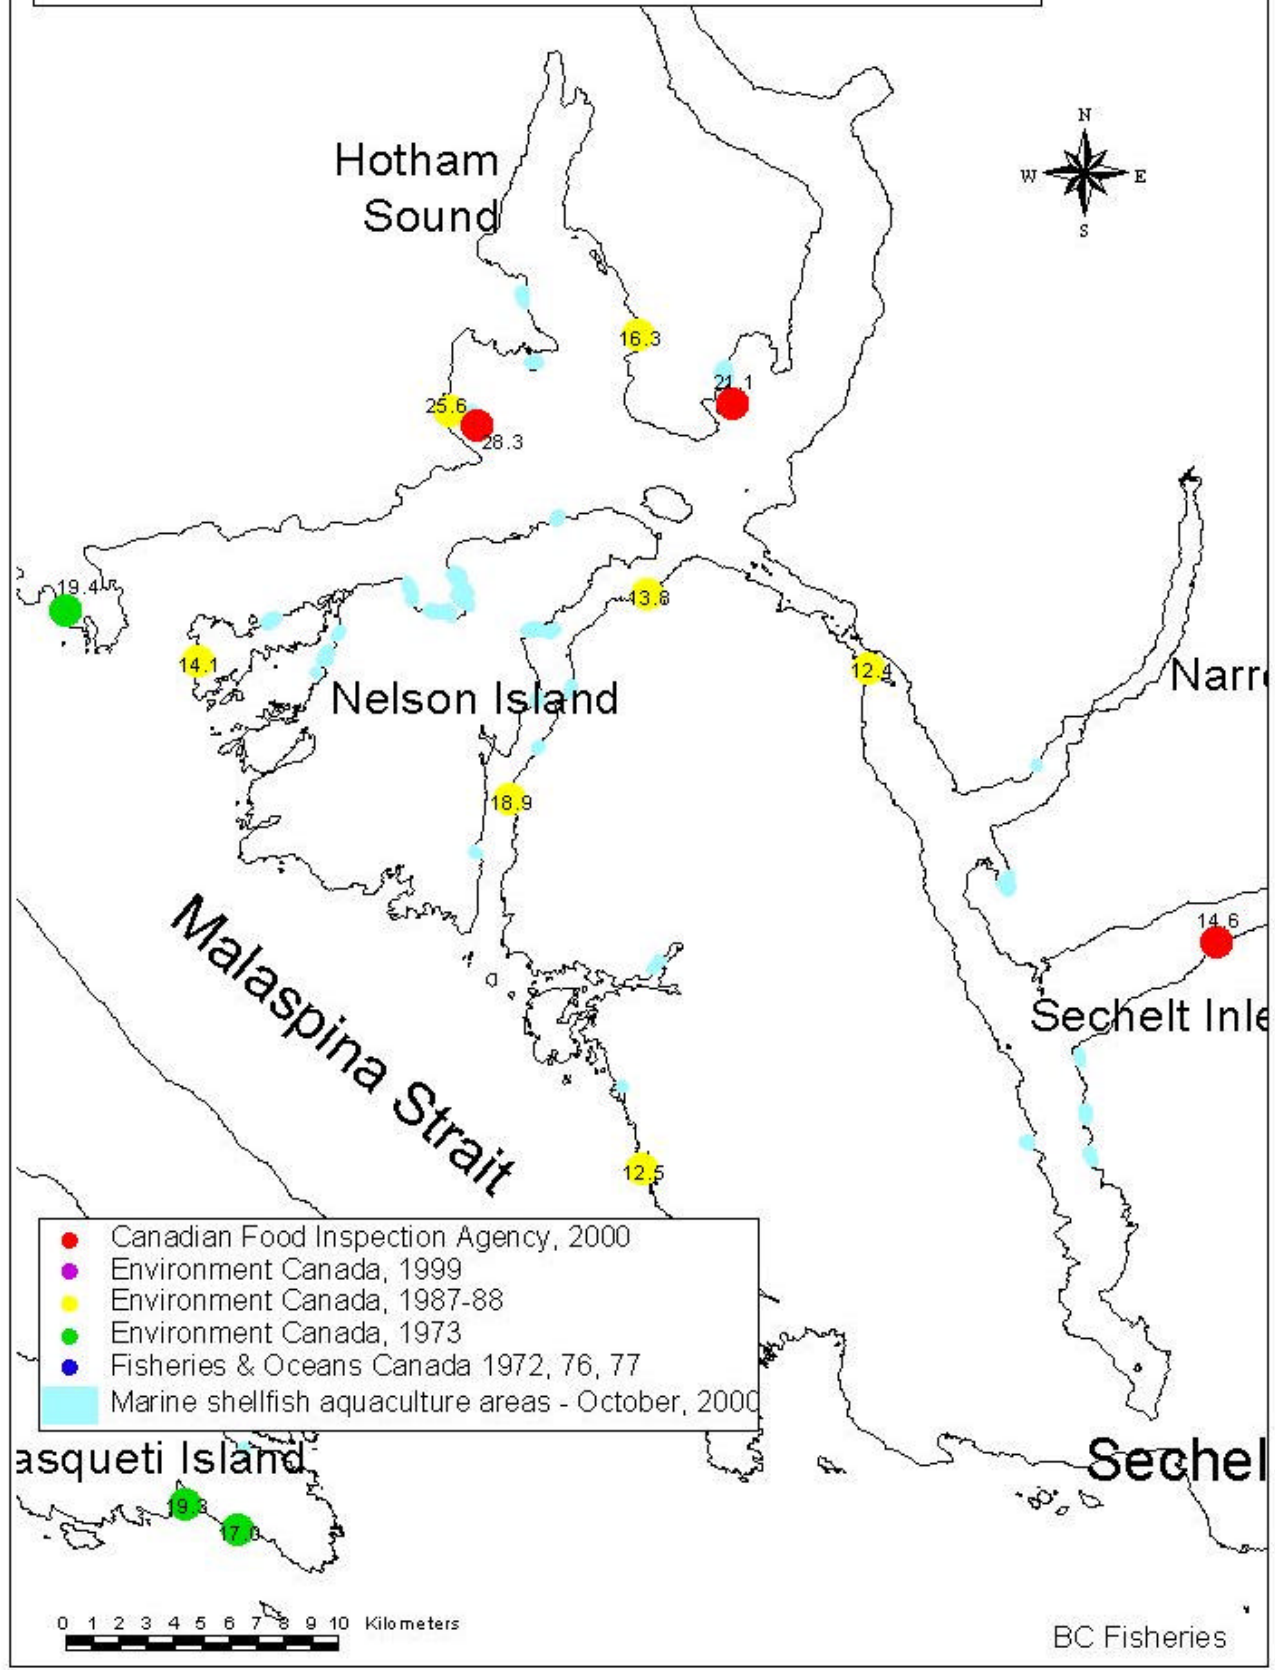 N
W E
S
Hotham
Sound
16.3
21.1
25.6
28.3
19.4
13.8
14.1
12.4
Narr
Nelson Island
18.9
Malaspina Strait
14.6
Sechelt Inle
12.5
Canadian Food Inspection Agency, 2000
Environment Canada, 1999
Environment Canada, 1987-88
Environment Canada, 1973
Fisheries & Oceans Canada 1972, 76, 77
Marine shellfish aquaculture areas - October, 2000
asqueti Island
Sechel
19.3
17.0
0 1 2 3 4 5 6 7 8 9 10 Kilometers
BC Fisheries